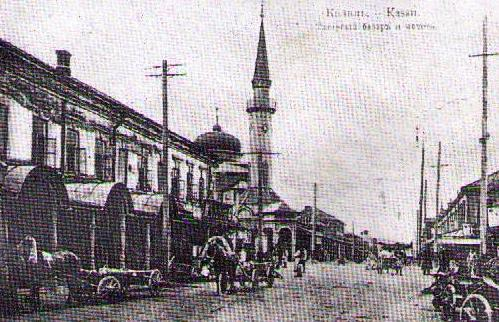 Казань. - Kasan.
базаръ и мечеть.